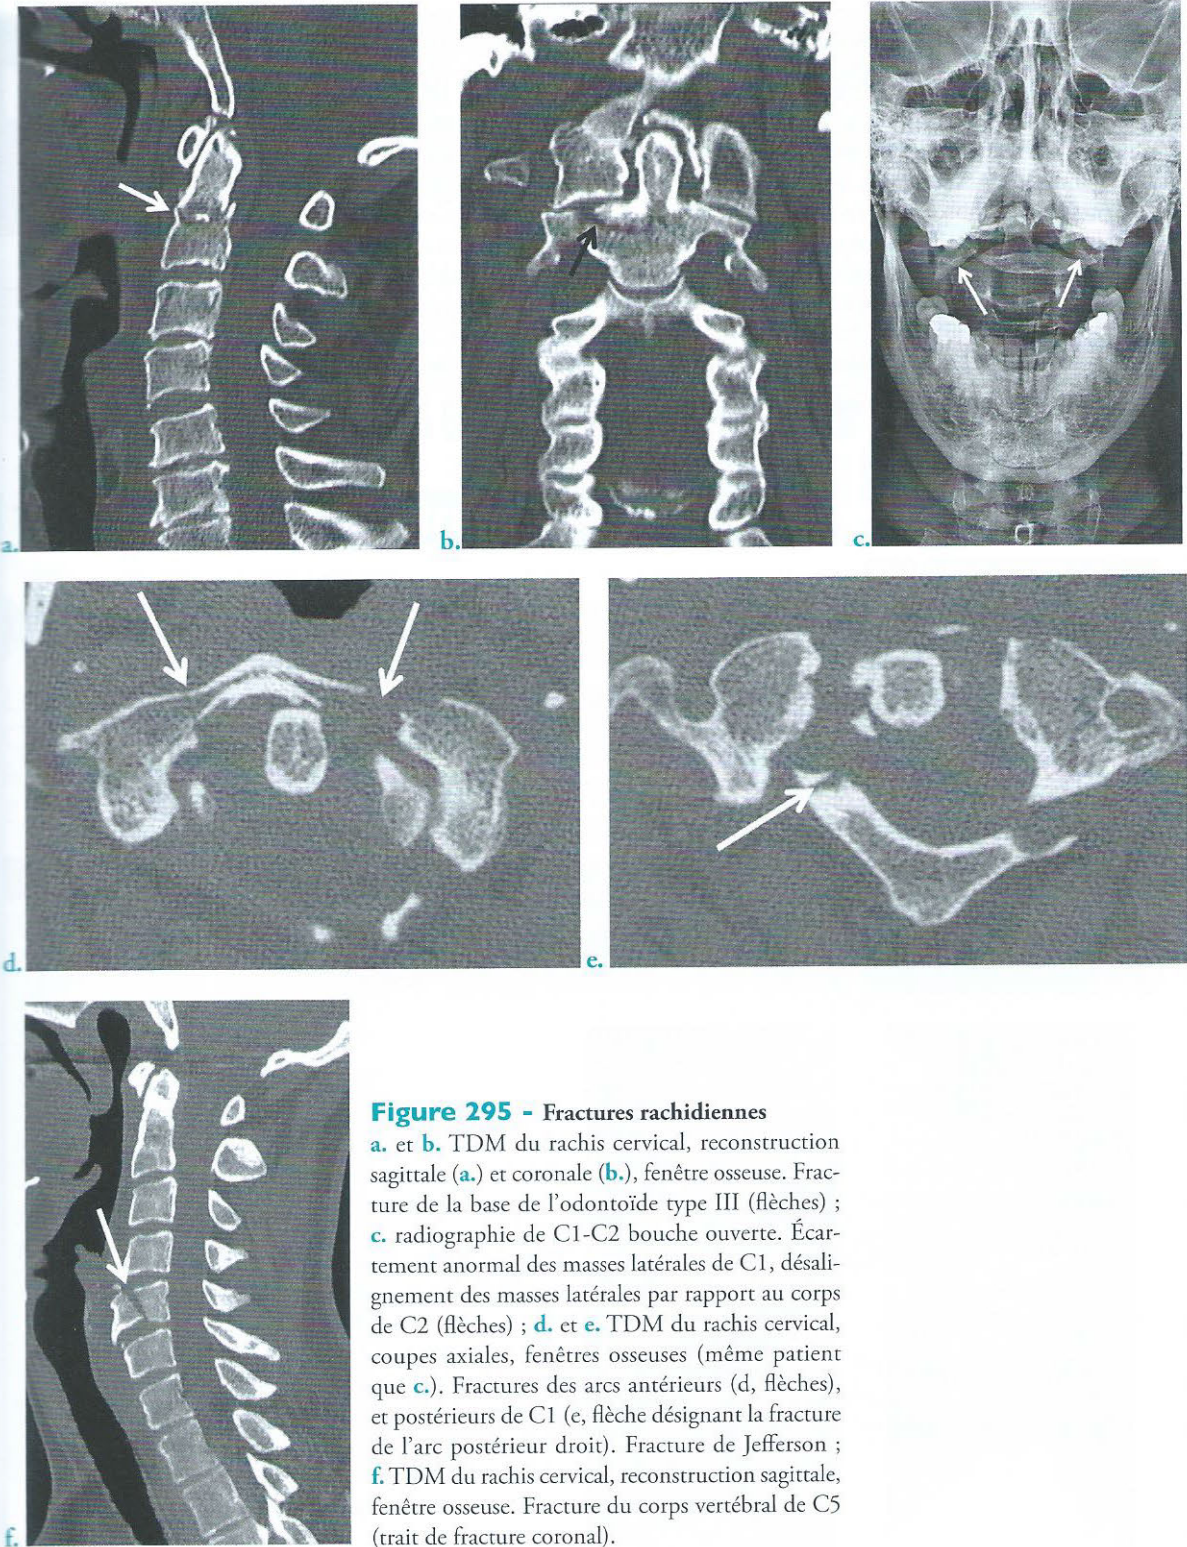 a.
b.
c.
d.
e.
f.
Figure 295 - Fractures rachidiennes
a. et b. TDM du rachis cervical, reconstruction
sagittale (a.) et coronale (b.), fenêtre osseuse. Frac-
ture de la base de l'odontoïde type III (flèches) ;
c. radiographie de C1-C2 bouche ouverte. Écar-
tement anormal des masses latérales de C1, désali-
gnement des masses latérales par rapport au corps
de C2 (flèches) ; d. et e. TDM du rachis cervical,
coupes axiales, fenêtres osseuses (même patient
que c.). Fractures des arcs antérieurs (d, flèches),
et postérieurs de C1 (e, flèche désignant la fracture
de l'arc postérieur droit). Fracture de Jefferson ;
f. TDM du rachis cervical, reconstruction sagittale,
fenêtre osseuse. Fracture du corps vertébral de C5
(trait de fracture coronal).